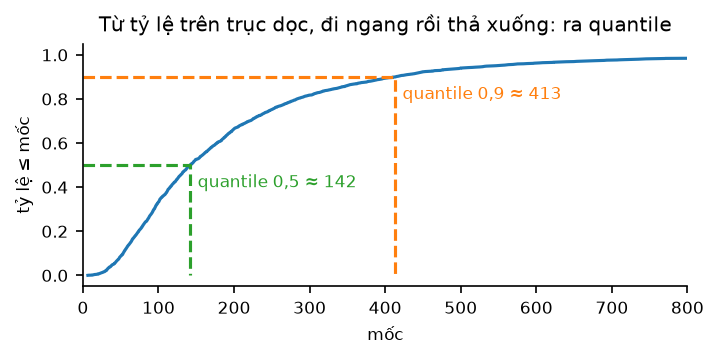 Từ tỷ lệ trên trục dọc, đi ngang rồi thả xuống: ra quantile
1.0
0.8
0.6
0.4
0.2
0.0
tỷ lệ ≤ mốc
quantile 0,9 ≈ 413
quantile 0,5 ≈ 142
0 100 200 300 400 500 600 700 800
mốc